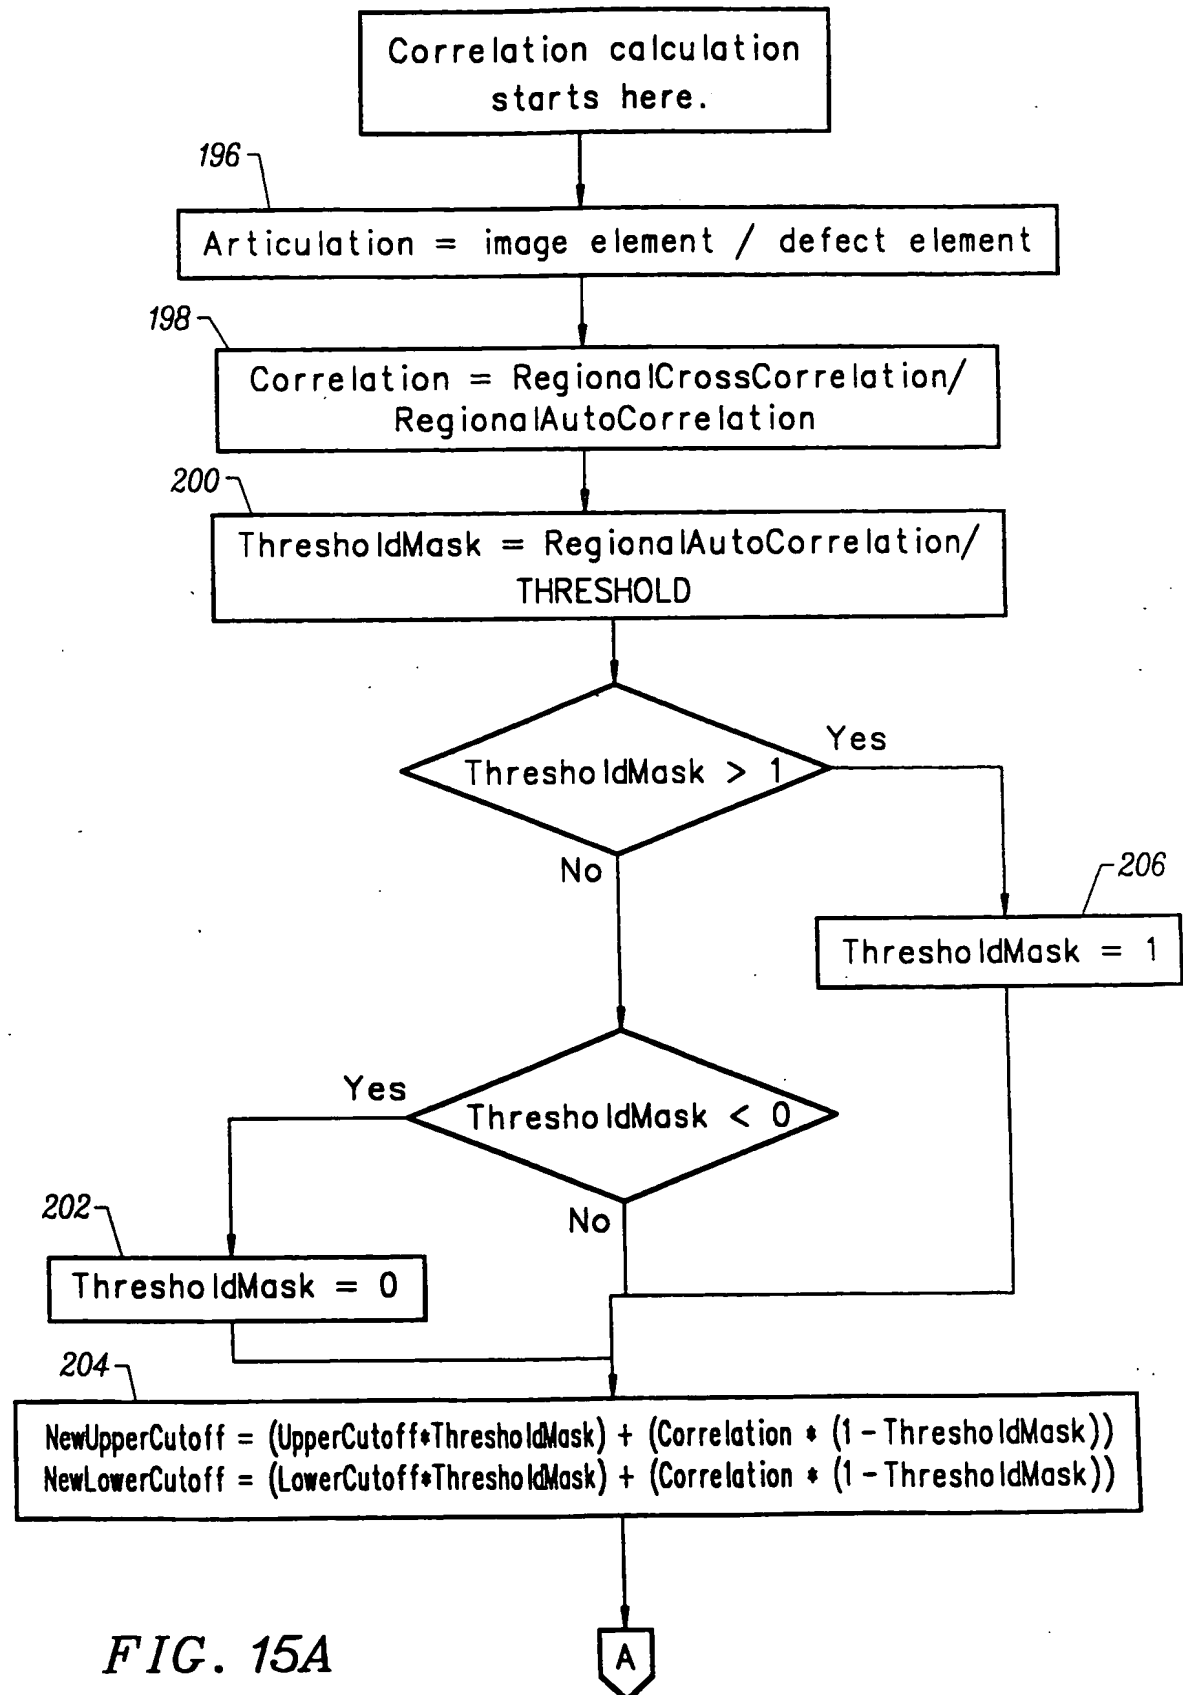 Correlation calculation
starts here.
196
Articulation = image element / defect element
198
Correlation = RegionalCrossCorrelation/
RegionalAutoCorrelation
200
ThresholdMask = RegionalAutoCorrelation/
THRESHOLD
ThresholdMask > 1
Yes
No
206
ThresholdMask = 1
ThresholdMask < 0
Yes
No
202
ThresholdMask = 0
204
NewUpperCutoff = (UpperCutoff*ThresholdMask) + (Correlation * (1-ThresholdMask))
NewLowerCutoff = (LowerCutoff*ThresholdMask) + (Correlation * (1-ThresholdMask))
A
FIG. 15A